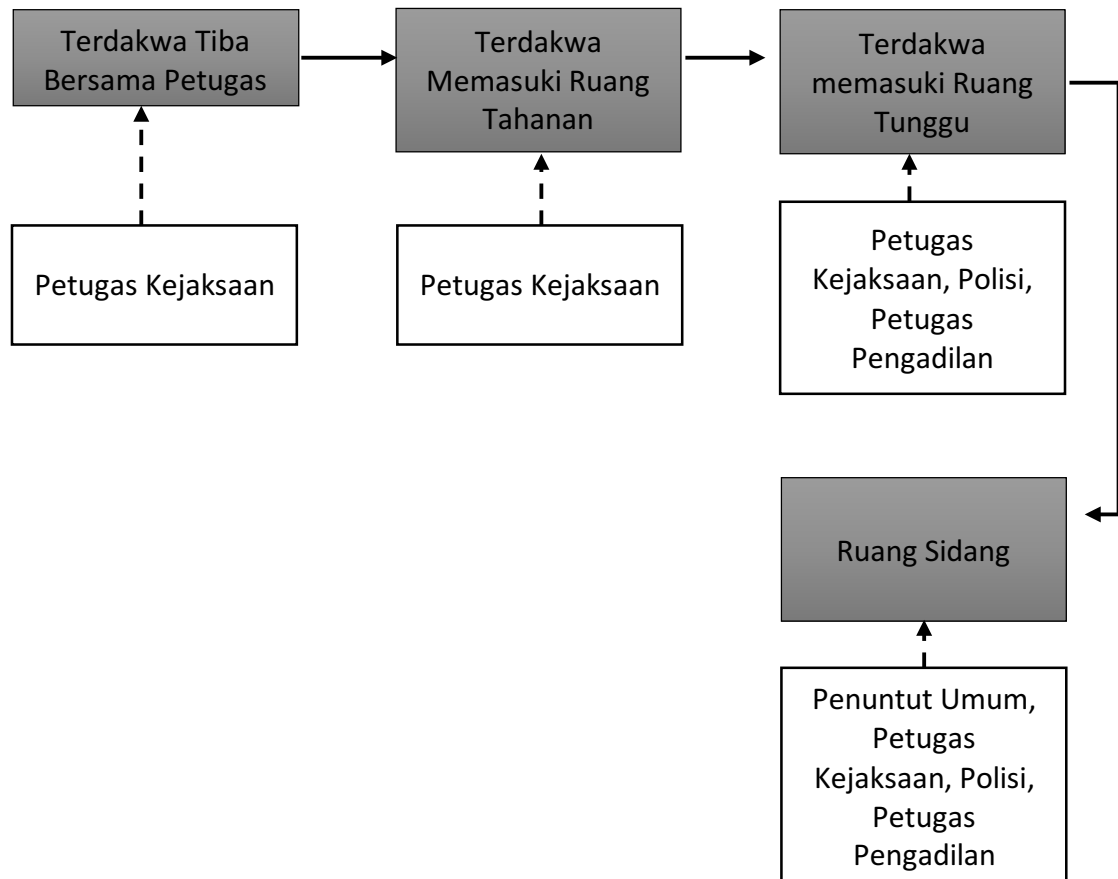 Terdakwa Tiba
Bersama Petugas
Terdakwa
Memasuki Ruang
Tahanan
Terdakwa
memasuki Ruang
Tunggu
Petugas Kejaksaan
Petugas Kejaksaan
Petugas
Kejaksaan, Polisi,
Petugas
Pengadilan
Ruang Sidang
Penuntut Umum,
Petugas
Kejaksaan, Polisi,
Petugas
Pengadilan